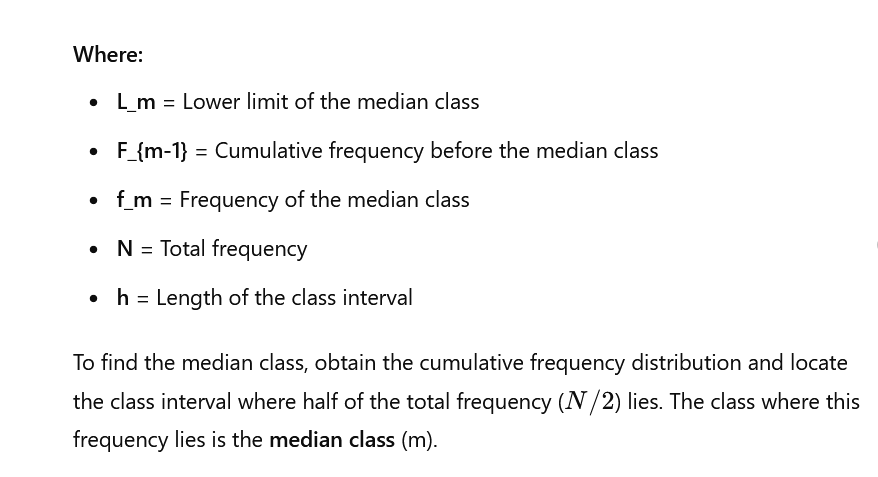 Where:
• L_m = Lower limit of the median class
• F_{m-1} = Cumulative frequency before the median class
• f_m = Frequency of the median class
• N = Total frequency
• h = Length of the class interval
To find the median class, obtain the cumulative frequency distribution and locate
the class interval where half of the total frequency (N/2) lies. The class where this
frequency lies is the median class (m).